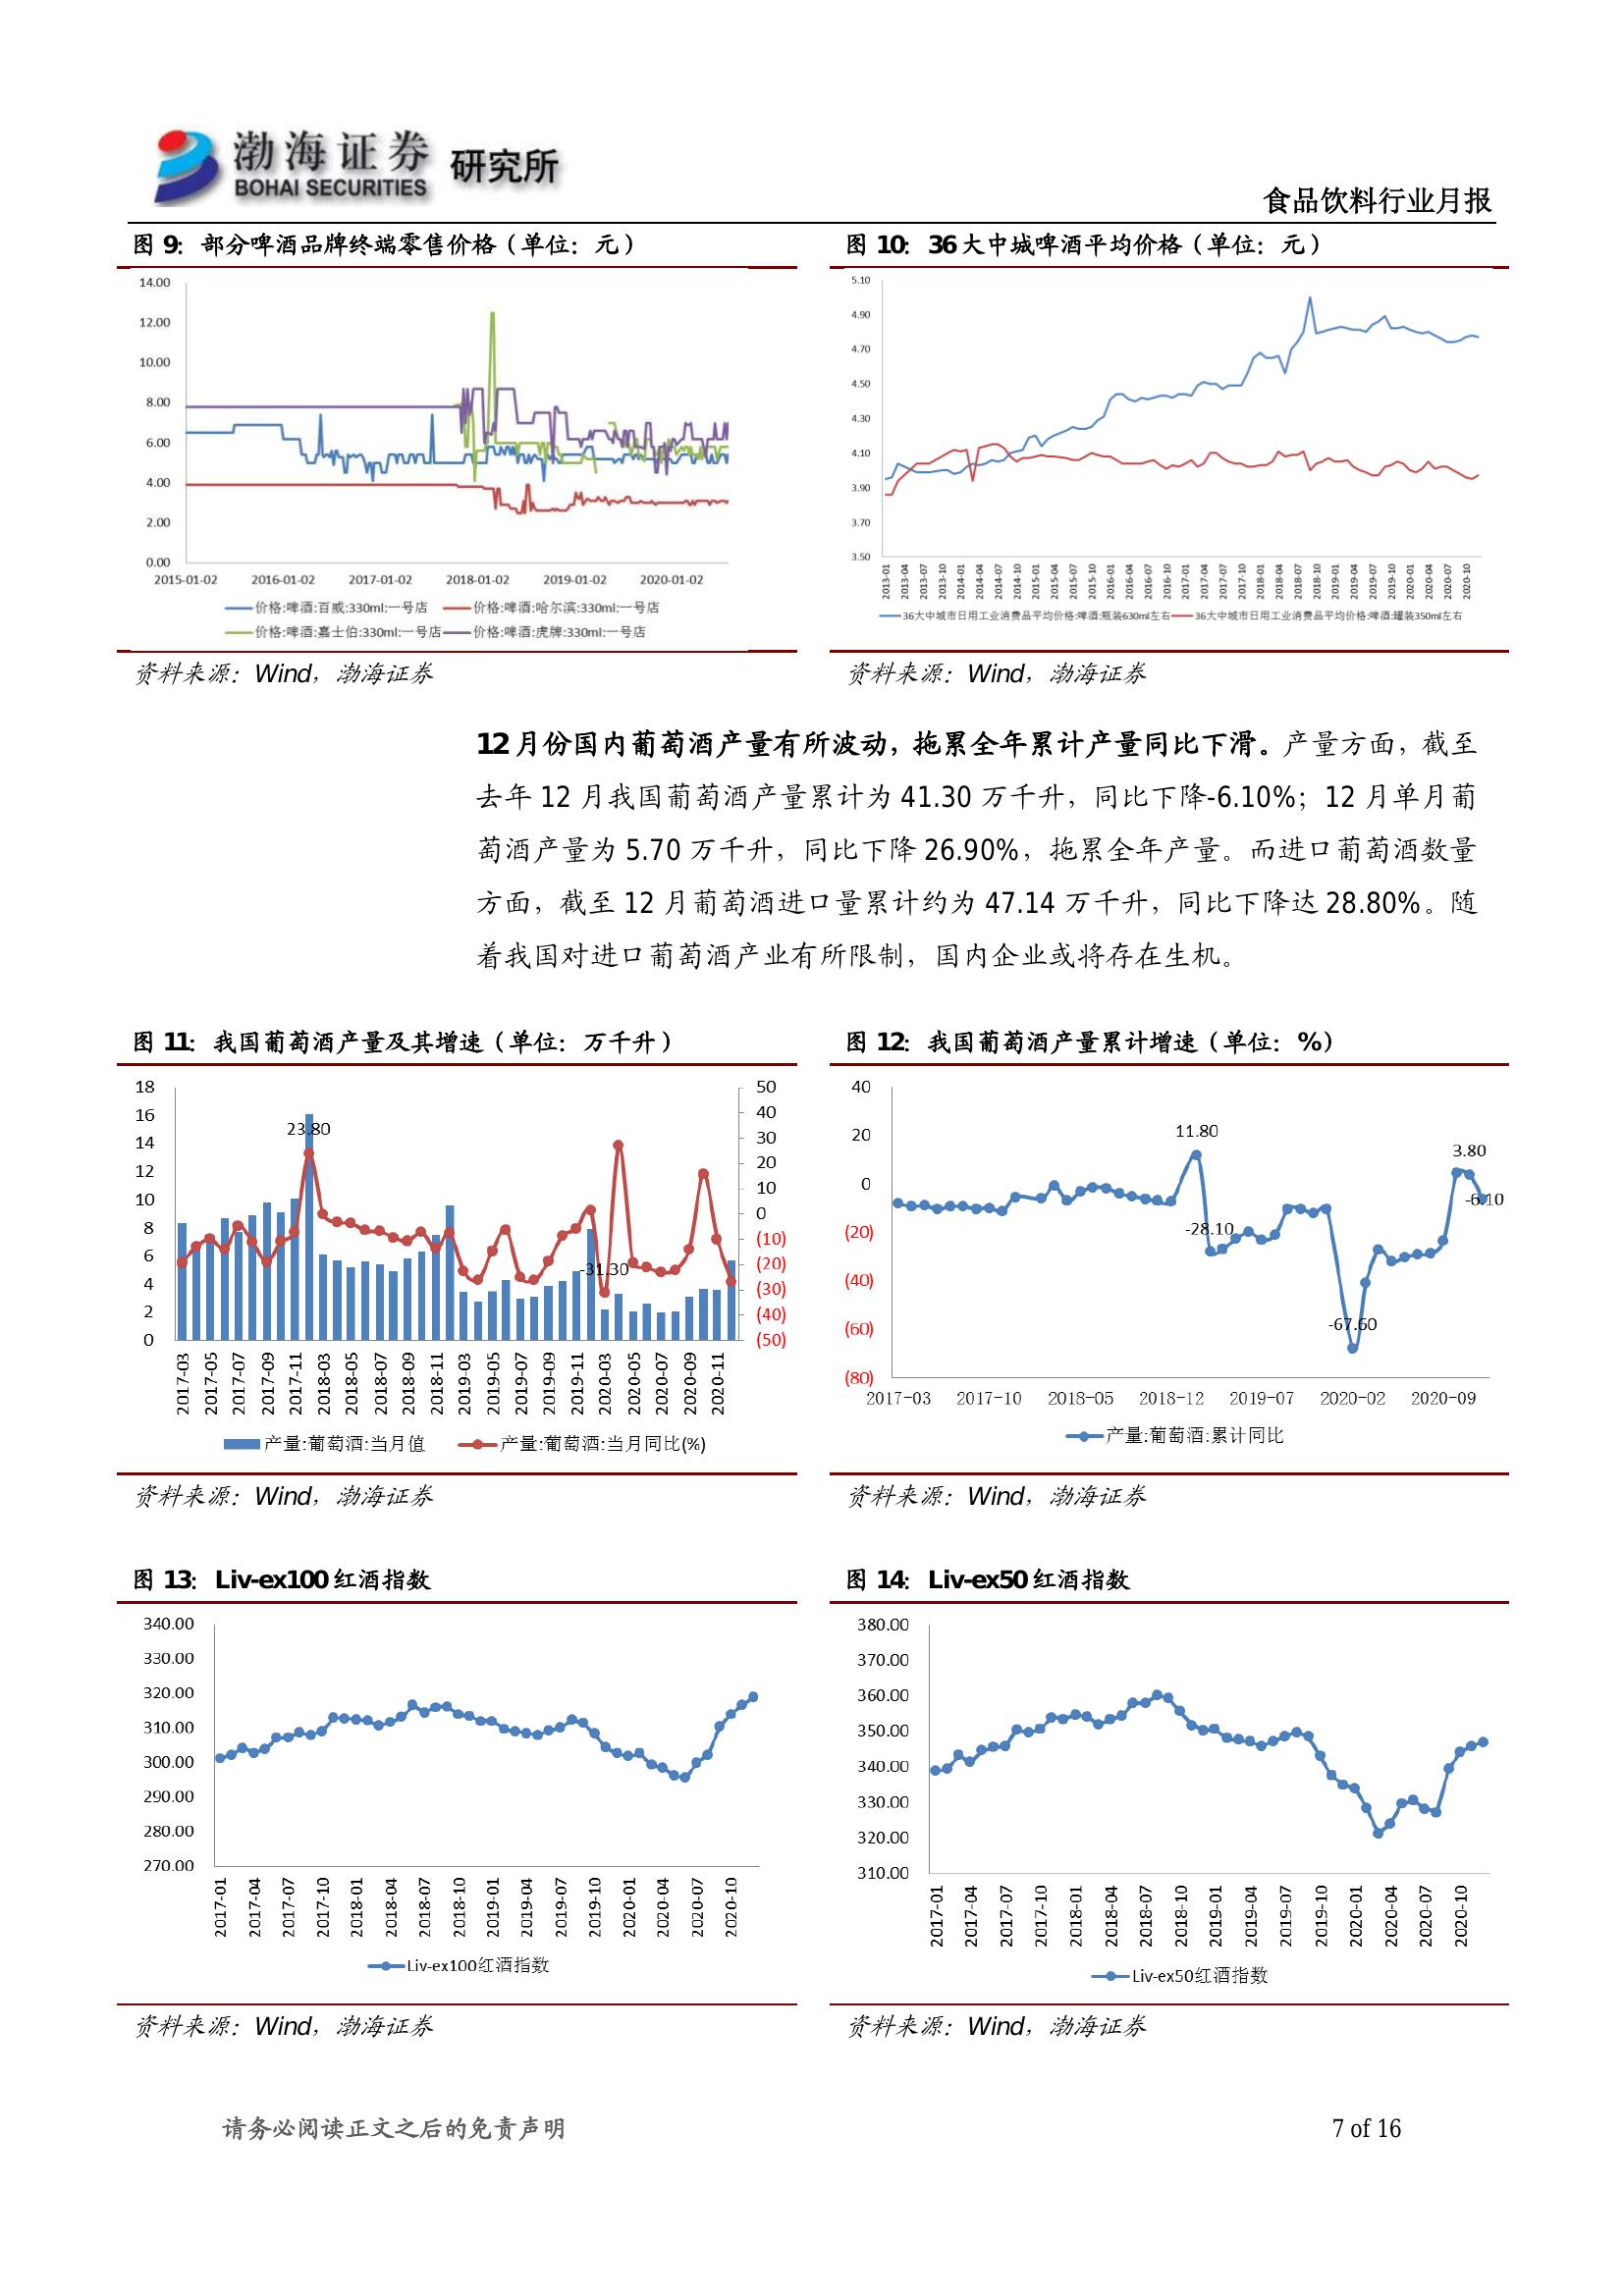 渤海证券 研究所
BOHAI SECURITIES
食品饮料行业月报
图 9：部分啤酒品牌终端零售价格（单位：元）
14.00
12.00
10.00
8.00
6.00
4.00
2.00
0.00
2015-01-02 2016-01-02 2017-01-02 2018-01-02 2019-01-02 2020-01-02
价格:啤酒:百威:330ml:一号店 价格:啤酒:哈尔滨:330ml:一号店
价格:啤酒:嘉士伯:330ml:一号店 价格:啤酒:虎牌:330ml:一号店
资料来源：Wind，渤海证券
图 10：36 大中城啤酒平均价格（单位：元）
5.10
4.90
4.70
4.50
4.30
4.10
3.90
3.70
3.50
2013-01 2013-04 2013-07 2013-10 2014-01 2014-04 2014-07 2014-10 2015-01 2015-04 2015-07 2015-10 2016-01 2016-04 2016-07 2016-10 2017-01 2017-04 2017-07 2017-10 2018-01 2018-04 2018-07 2018-10 2019-01 2019-04 2019-07 2019-10 2020-01 2020-04 2020-07 2020-10
36大中城市日用工业消费品平均价格:啤酒:瓶装630ml左右 36大中城市日用工业消费品平均价格:啤酒:罐装350ml左右
资料来源：Wind，渤海证券
12 月份国内葡萄酒产量有所波动，拖累全年累计产量同比下滑。产量方面，截至
去年 12 月我国葡萄酒产量累计为 41.30 万千升，同比下降-6.10%；12 月单月葡
萄酒产量为 5.70 万千升，同比下降 26.90%，拖累全年产量。而进口葡萄酒数量
方面，截至 12 月葡萄酒进口量累计约为 47.14 万千升，同比下降达 28.80%。随
着我国对进口葡萄酒产业有所限制，国内企业或将存在生机。
图 11：我国葡萄酒产量及其增速（单位：万千升）
18
16
14
12
10
8
6
4
2
0
50
40
30
20
10
0
(10)
(20)
(30)
(40)
(50)
23.80
-31.30
2017-03 2017-05 2017-07 2017-09 2017-11 2018-03 2018-05 2018-07 2018-09 2018-11 2019-03 2019-05 2019-07 2019-09 2019-11 2020-03 2020-05 2020-07 2020-09 2020-11
产量:葡萄酒:当月值 产量:葡萄酒:当月同比(%)
资料来源：Wind，渤海证券
图 12：我国葡萄酒产量累计增速（单位：%）
40
20
0
(20)
(40)
(60)
(80)
11.80
-28.10
-67.60
3.80
-6.10
2017-03 2017-10 2018-05 2018-12 2019-07 2020-02 2020-09
产量:葡萄酒:累计同比
资料来源：Wind，渤海证券
图 13：Liv-ex100 红酒指数
340.00
330.00
320.00
310.00
300.00
290.00
280.00
270.00
2017-01 2017-04 2017-07 2017-10 2018-01 2018-04 2018-07 2018-10 2019-01 2019-04 2019-07 2019-10 2020-01 2020-04 2020-07 2020-10
Liv-ex100红酒指数
资料来源：Wind，渤海证券
图 14：Liv-ex50 红酒指数
380.00
370.00
360.00
350.00
340.00
330.00
320.00
310.00
2017-01 2017-04 2017-07 2017-10 2018-01 2018-04 2018-07 2018-10 2019-01 2019-04 2019-07 2019-10 2020-01 2020-04 2020-07 2020-10
Liv-ex50红酒指数
资料来源：Wind，渤海证券
请务必阅读正文之后的免责声明
7 of 16